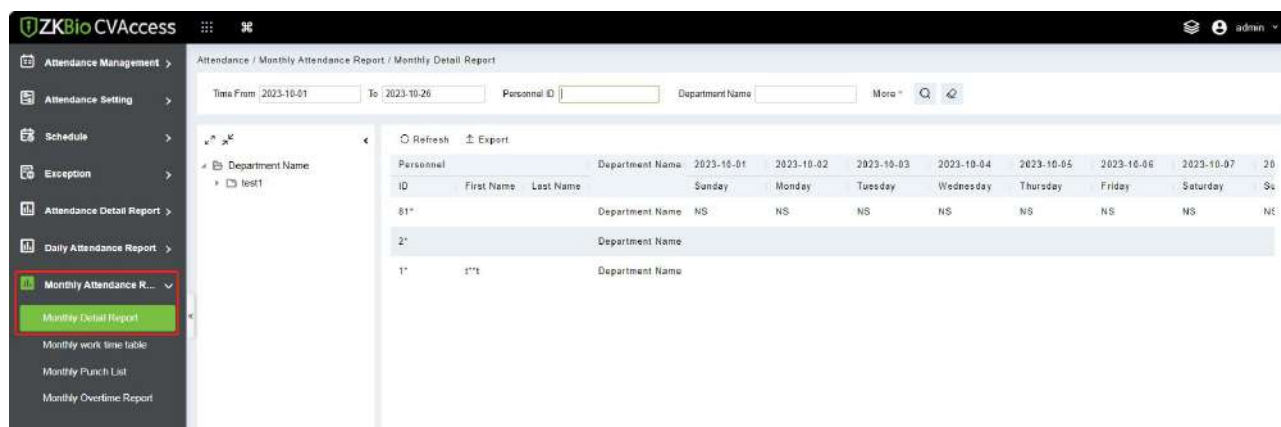 ZKBio CVAccess
admin
Attendance Management
Attendance / Monthly Attendance Report / Monthly Detail Report
Attendance Setting
Time From 2023-10-01 To 2023-10-26 Personnel ID Department Name More
Schedule
Refresh Export
Exception
Department Name
test1
Personnel Department Name 2023-10-01 2023-10-02 2023-10-03 2023-10-04 2023-10-05 2023-10-06 2023-10-07 20
ID First Name Last Name Sunday Monday Tuesday Wednesday Thursday Friday Saturday Su
Attendance Detail Report
81* Department Name NS NS NS NS NS NS NS NS
Daily Attendance Report
2* Department Name
1* t**t Department Name
Monthly Attendance R...
Monthly Detail Report
Monthly work time table
Monthly Punch List
Monthly Overtime Report